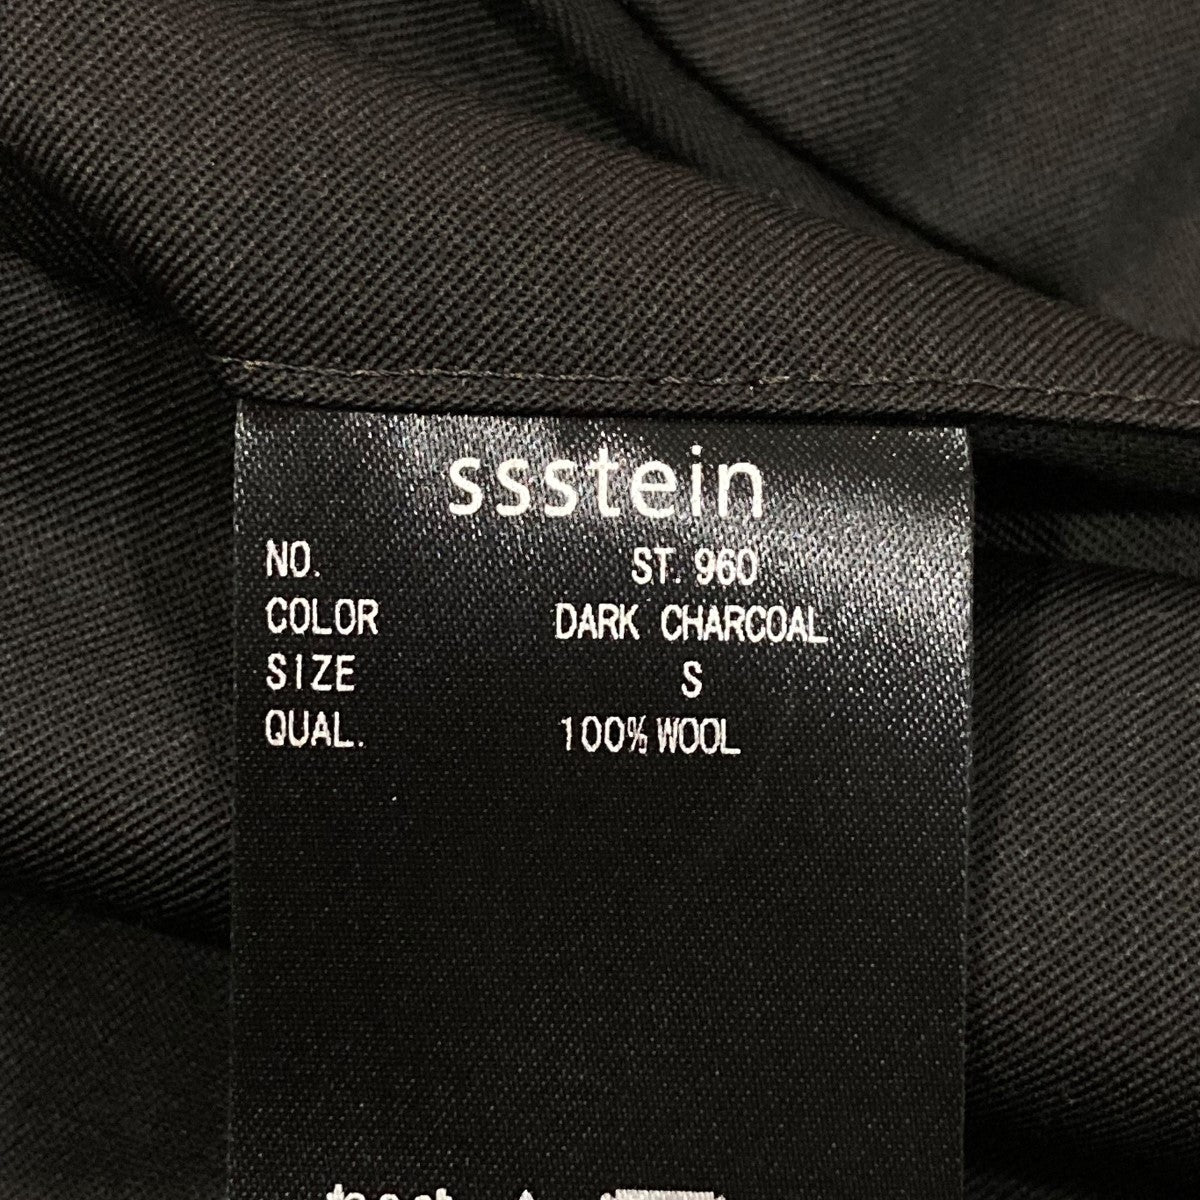 ssstein
NO. ST. 960
COLOR DARK CHARCOAL
SIZE S
QUAL. 100% WOOL